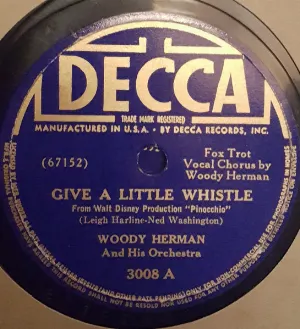 DECCA
TRADE MARK REGISTERED
MANUFACTURED IN U.S.A. • BY DECCA RECORDS, INC.
(67152)
Fox Trot
Vocal Chorus by
Woody Herman
GIVE A LITTLE WHISTLE
From Walt Disney Production "Pinocchio"
(Leigh Harline-Ned Washington)
WOODY HERMAN
And His Orchestra
3008 A